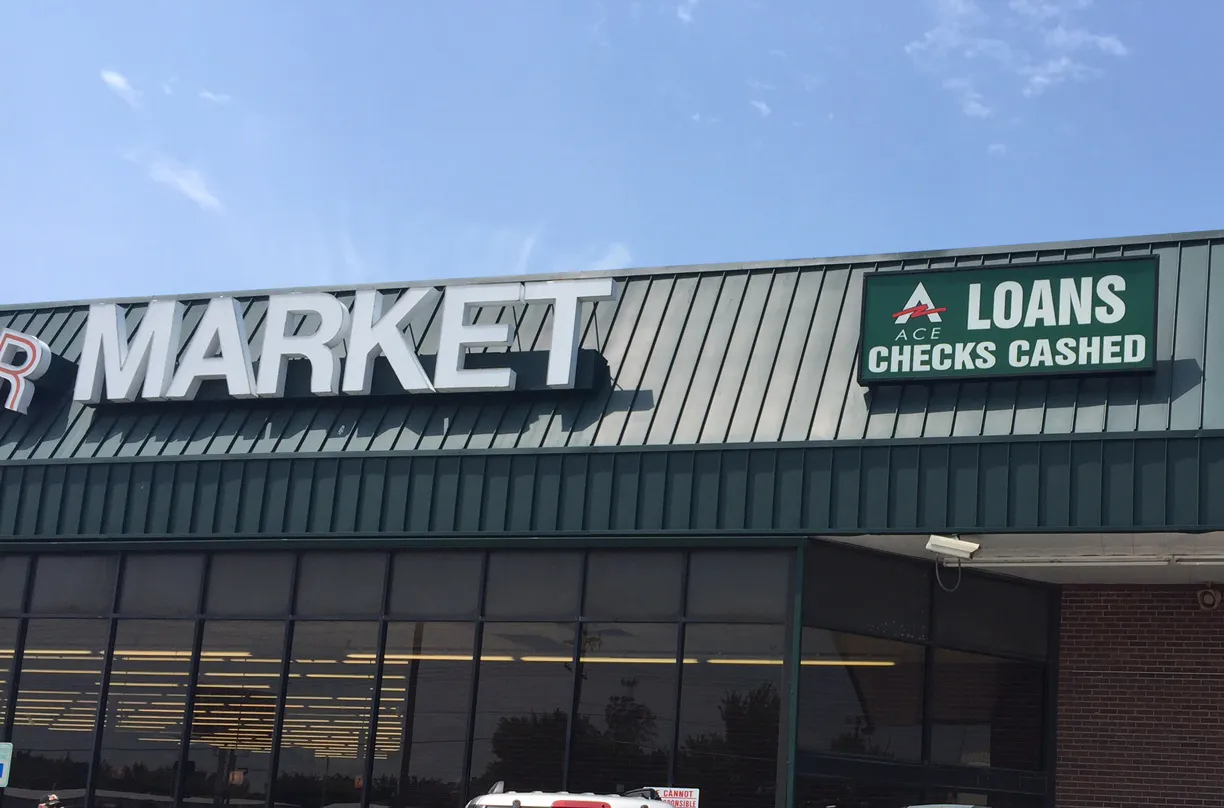 R MARKET
ACE
LOANS
CHECKS CASHED
CANNOT